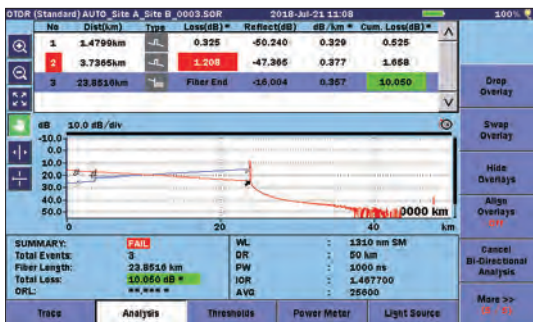 OTDR (Standard) AUTO_Site A_Site B_0003.SOR 2018-Jul-21 11:08 100%
No Dist(km) Type Loss(dB)* Reflect(dB) dB/km* Cum. Loss(dB)*
1 1.4799km 0.325 -50.240 0.329 0.525
2 3.7365km 1.208 -47.365 0.377 1.658
3 23.8516km Fiber End -16.004 0.357 10.050
Drop
Overlay
Swap
Overlay
Hide
Overlays
Align
Overlays
Cancel
Bi-Directional
Analysis
More >>
dB 10.0 dB/div
-10.0
0.0
10.0
20.0
30.0
40.0
50.0
0000 km
0 20 40 km
SUMMARY: FAIL
Total Events: 3
Fiber Length: 23.8516 km
Total Loss: 10.050 dB *
ORL: **.*** *
WL : 1310 nm SM
DR : 50 km
PW : 1000 ns
IOR : 1.467700
AVG : 25600
Trace Analysis Thresholds Power Meter Light Source